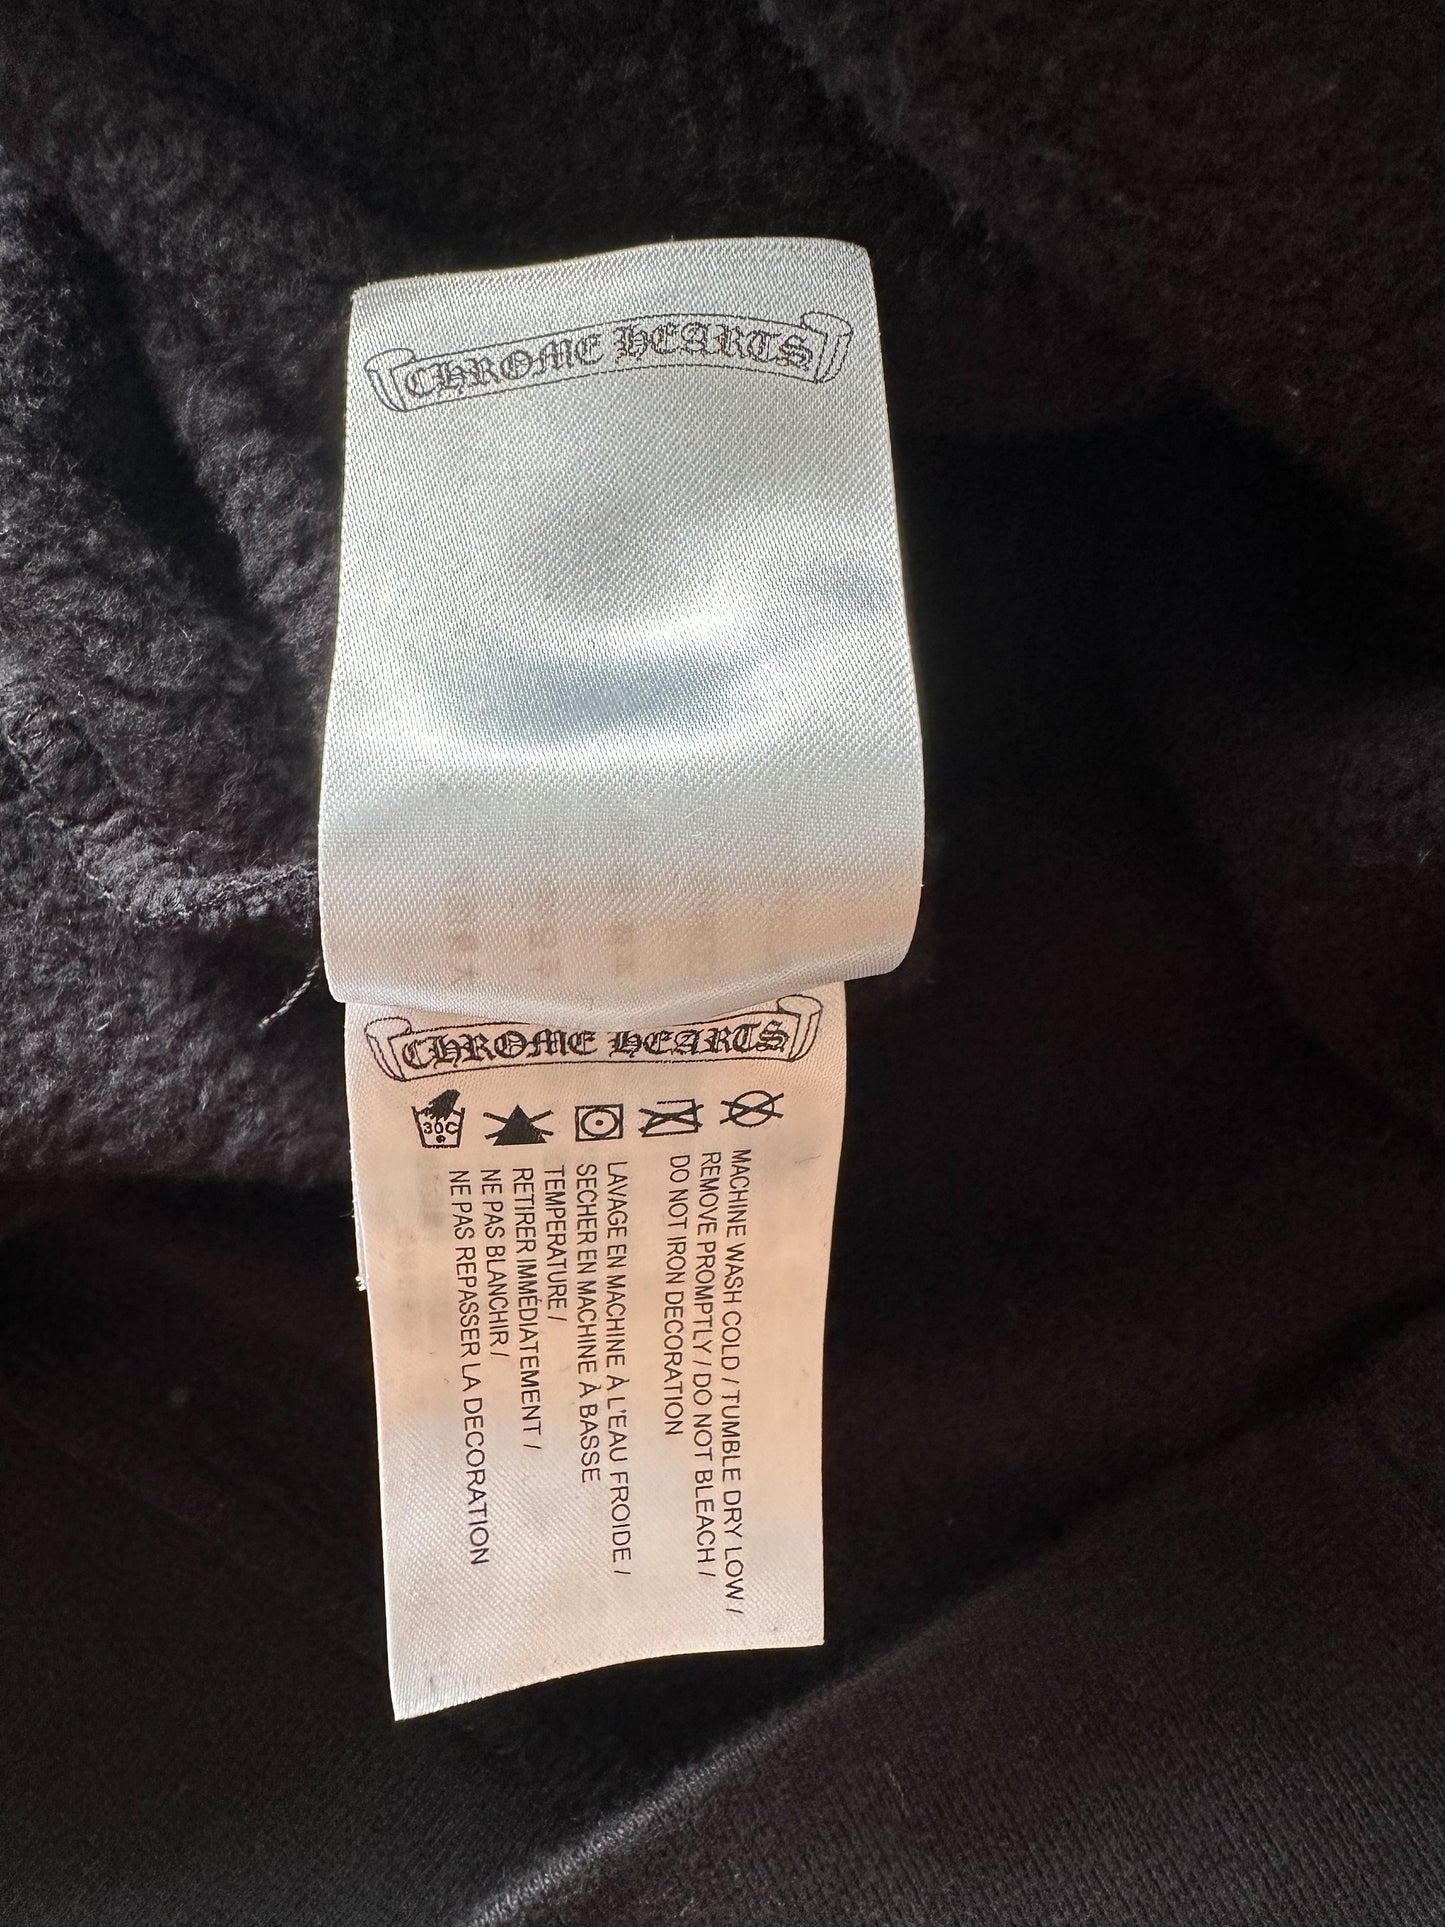 CHROME HEARTS
CHROME HEARTS
30C
MACHINE WASH COLD / TUMBLE DRY LOW /
REMOVE PROMPTLY / DO NOT BLEACH /
DO NOT IRON DECORATION
LAVAGE EN MACHINE À L'EAU FROIDE /
SECHER EN MACHINE À BASSE
TEMPERATURE /
RETIRER IMMÉDIATEMENT /
NE PAS BLANCHIR /
NE PAS REPASSER LA DECORATION